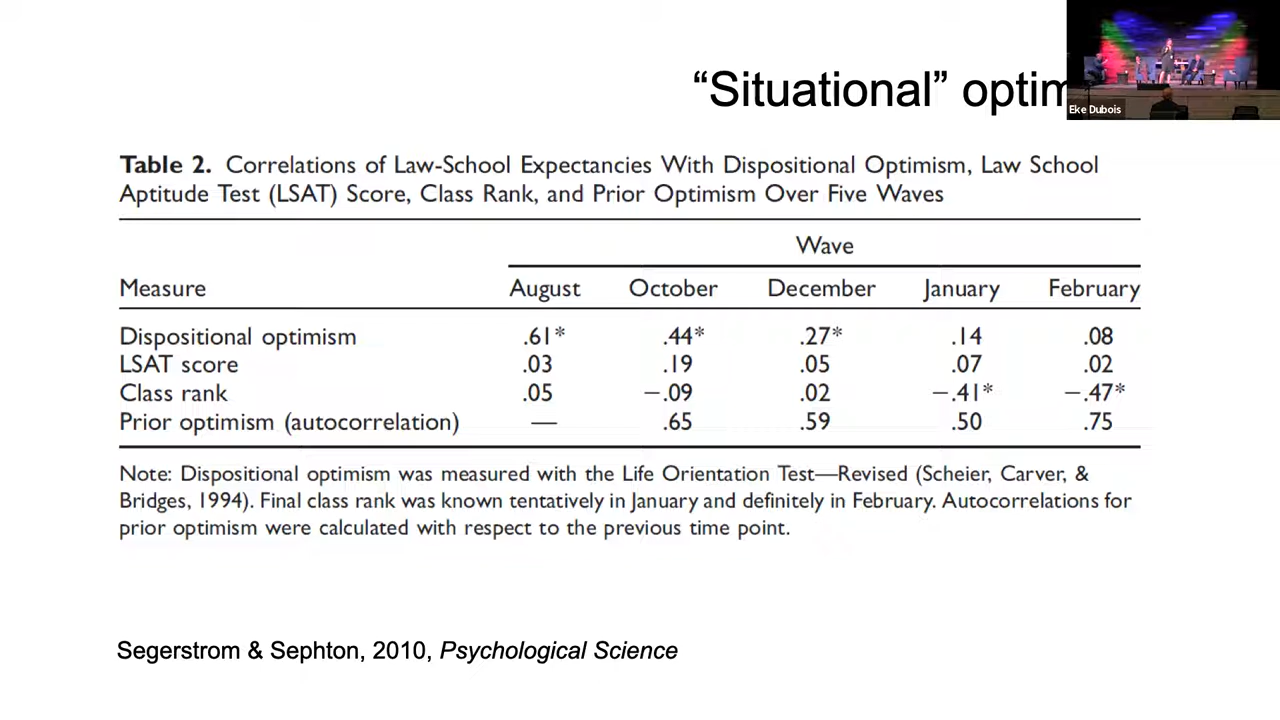 “Situational” optim
Eke Dubois
Table 2. Correlations of Law-School Expectancies With Dispositional Optimism, Law School
Aptitude Test (LSAT) Score, Class Rank, and Prior Optimism Over Five Waves
Wave
Measure August October December January February
Dispositional optimism .61* .44* .27* .14 .08
LSAT score .03 .19 .05 .07 .02
Class rank .05 −.09 .02 −.41* −.47*
Prior optimism (autocorrelation) — .65 .59 .50 .75
Note: Dispositional optimism was measured with the Life Orientation Test—Revised (Scheier, Carver, &
Bridges, 1994). Final class rank was known tentatively in January and definitely in February. Autocorrelations for
prior optimism were calculated with respect to the previous time point.
Segerstrom & Sephton, 2010, Psychological Science